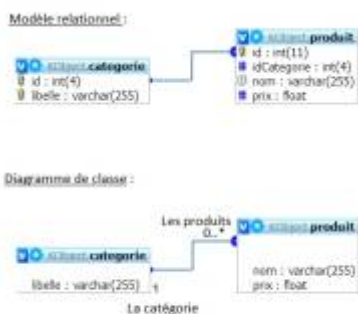 Modèle relationnel :
categorie
id : int(4)
libelle : varchar(255)
produit
id : int(11)
idCategorie : int(4)
nom : varchar(255)
prix : float
Diagramme de classe :
categorie
libelle : varchar(255)
1
La catégorie
Les produits
0..*
produit
nom : varchar(255)
prix : float